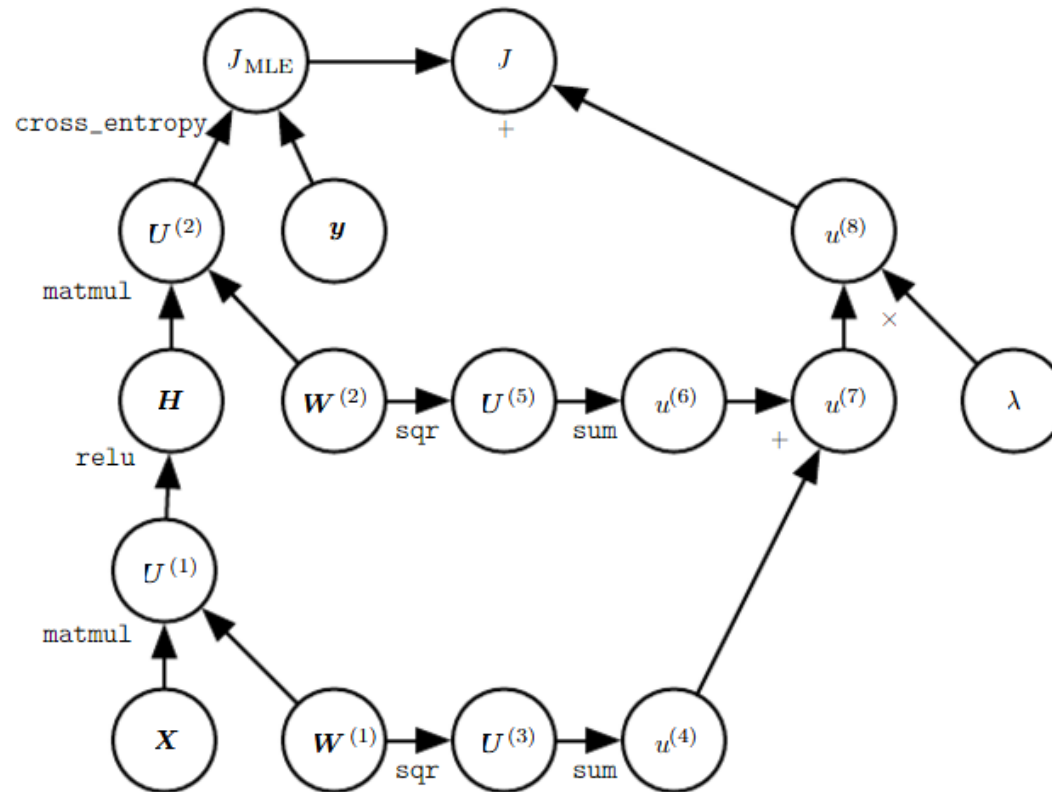 J_MLE J
cross_entropy +
U^(2) y u^(8)
matmul ×
H W^(2) U^(5) u^(6) u^(7) λ
relu sqr sum +
U^(1)
matmul
X W^(1) U^(3) u^(4)
sqr sum